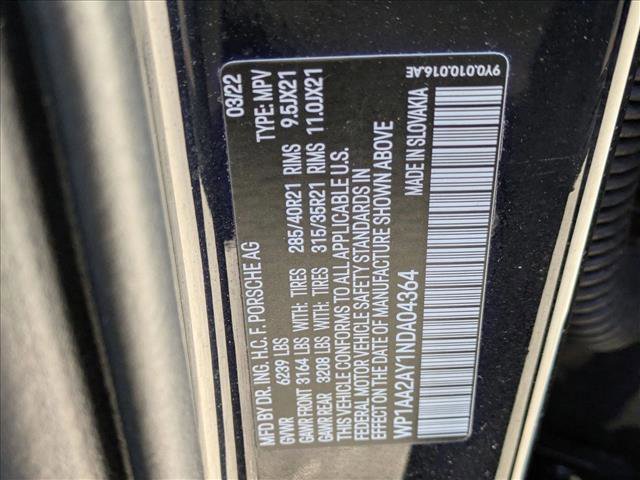 MFD BY DR. ING. H.C. F. PORSCHE AG 03/22
GVWR 6239 LBS TYPE: MPV
GAWR FRONT 3164 LBS WITH: TIRES 285/40R21 RIMS 9.5JX21
GAWR REAR 3208 LBS WITH: TIRES 315/35R21 RIMS 11.0JX21
THIS VEHICLE CONFORMS TO ALL APPLICABLE U.S.
FEDERAL MOTOR VEHICLE SAFETY STANDARDS IN
EFFECT ON THE DATE OF MANUFACTURE SHOWN ABOVE
WP1AA2AY1NDA04364 MADE IN SLOVAKIA
9Y0.010.016.AE